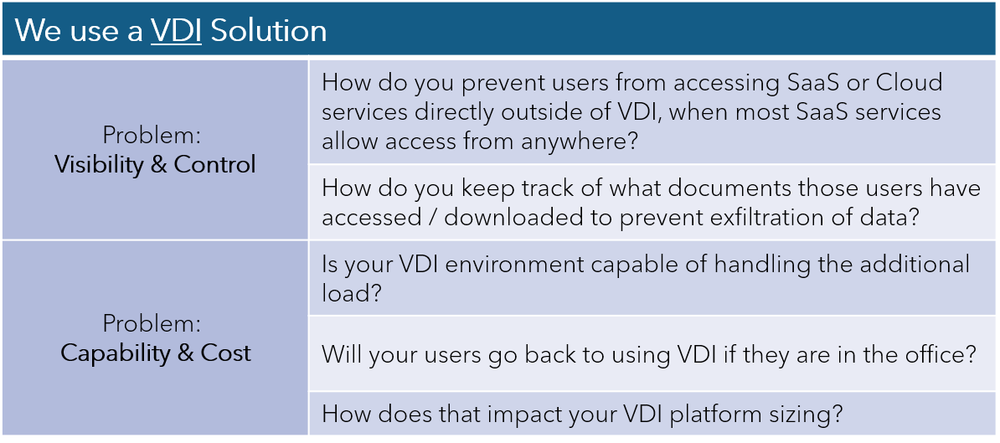 We use a VDI Solution
Problem:
Visibility & Control
How do you prevent users from accessing SaaS or Cloud
services directly outside of VDI, when most SaaS services
allow access from anywhere?
How do you keep track of what documents those users have
accessed / downloaded to prevent exfiltration of data?
Problem:
Capability & Cost
Is your VDI environment capable of handling the additional
load?
Will your users go back to using VDI if they are in the office?
How does that impact your VDI platform sizing?